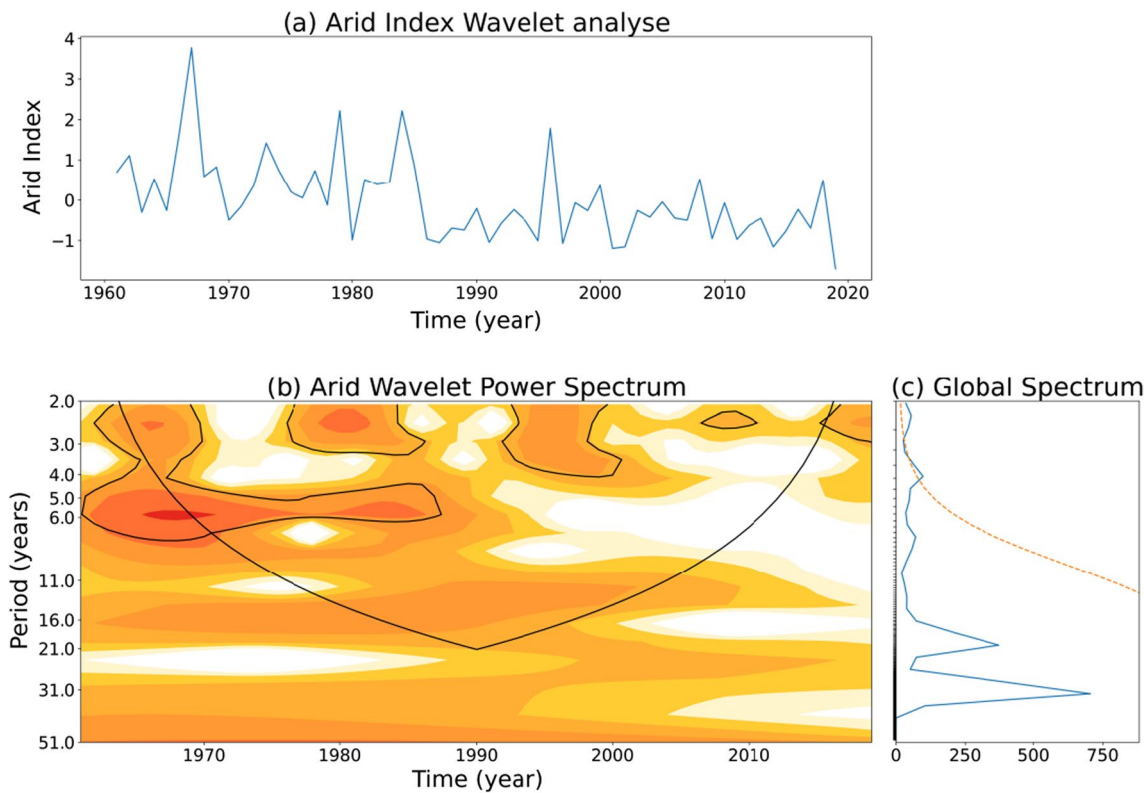 (a) Arid Index Wavelet analyse
4
3
2
1
0
−1
Arid Index
1960 1970 1980 1990 2000 2010 2020
Time (year)
(b) Arid Wavelet Power Spectrum
2.0
3.0
4.0
5.0
6.0
11.0
16.0
21.0
31.0
51.0
Period (years)
1970 1980 1990 2000 2010
Time (year)
(c) Global Spectrum
0 250 500 750